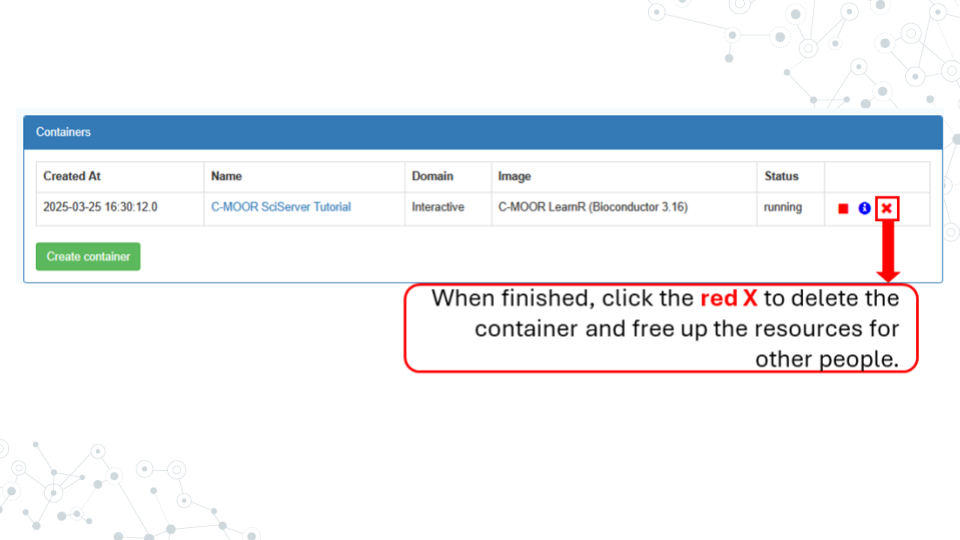 Containers
Created At Name Domain Image Status
2025-03-25 16:30:12.0 C-MOOR SciServer Tutorial Interactive C-MOOR LearnR (Bioconductor 3.16) running
Create container
When finished, click the red X to delete the
container and free up the resources for
other people.